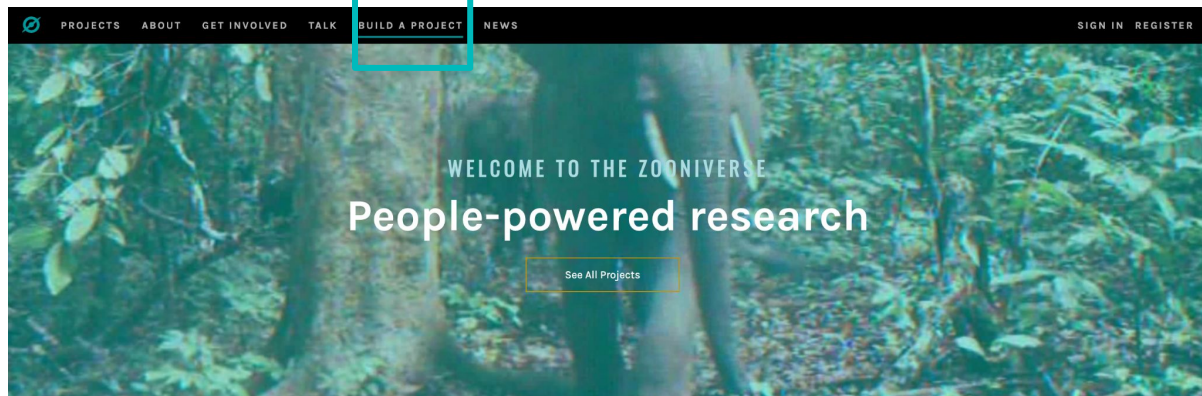 PROJECTS ABOUT GET INVOLVED TALK BUILD A PROJECT NEWS SIGN IN REGISTER
WELCOME TO THE ZOONIVERSE
People-powered research
See All Projects